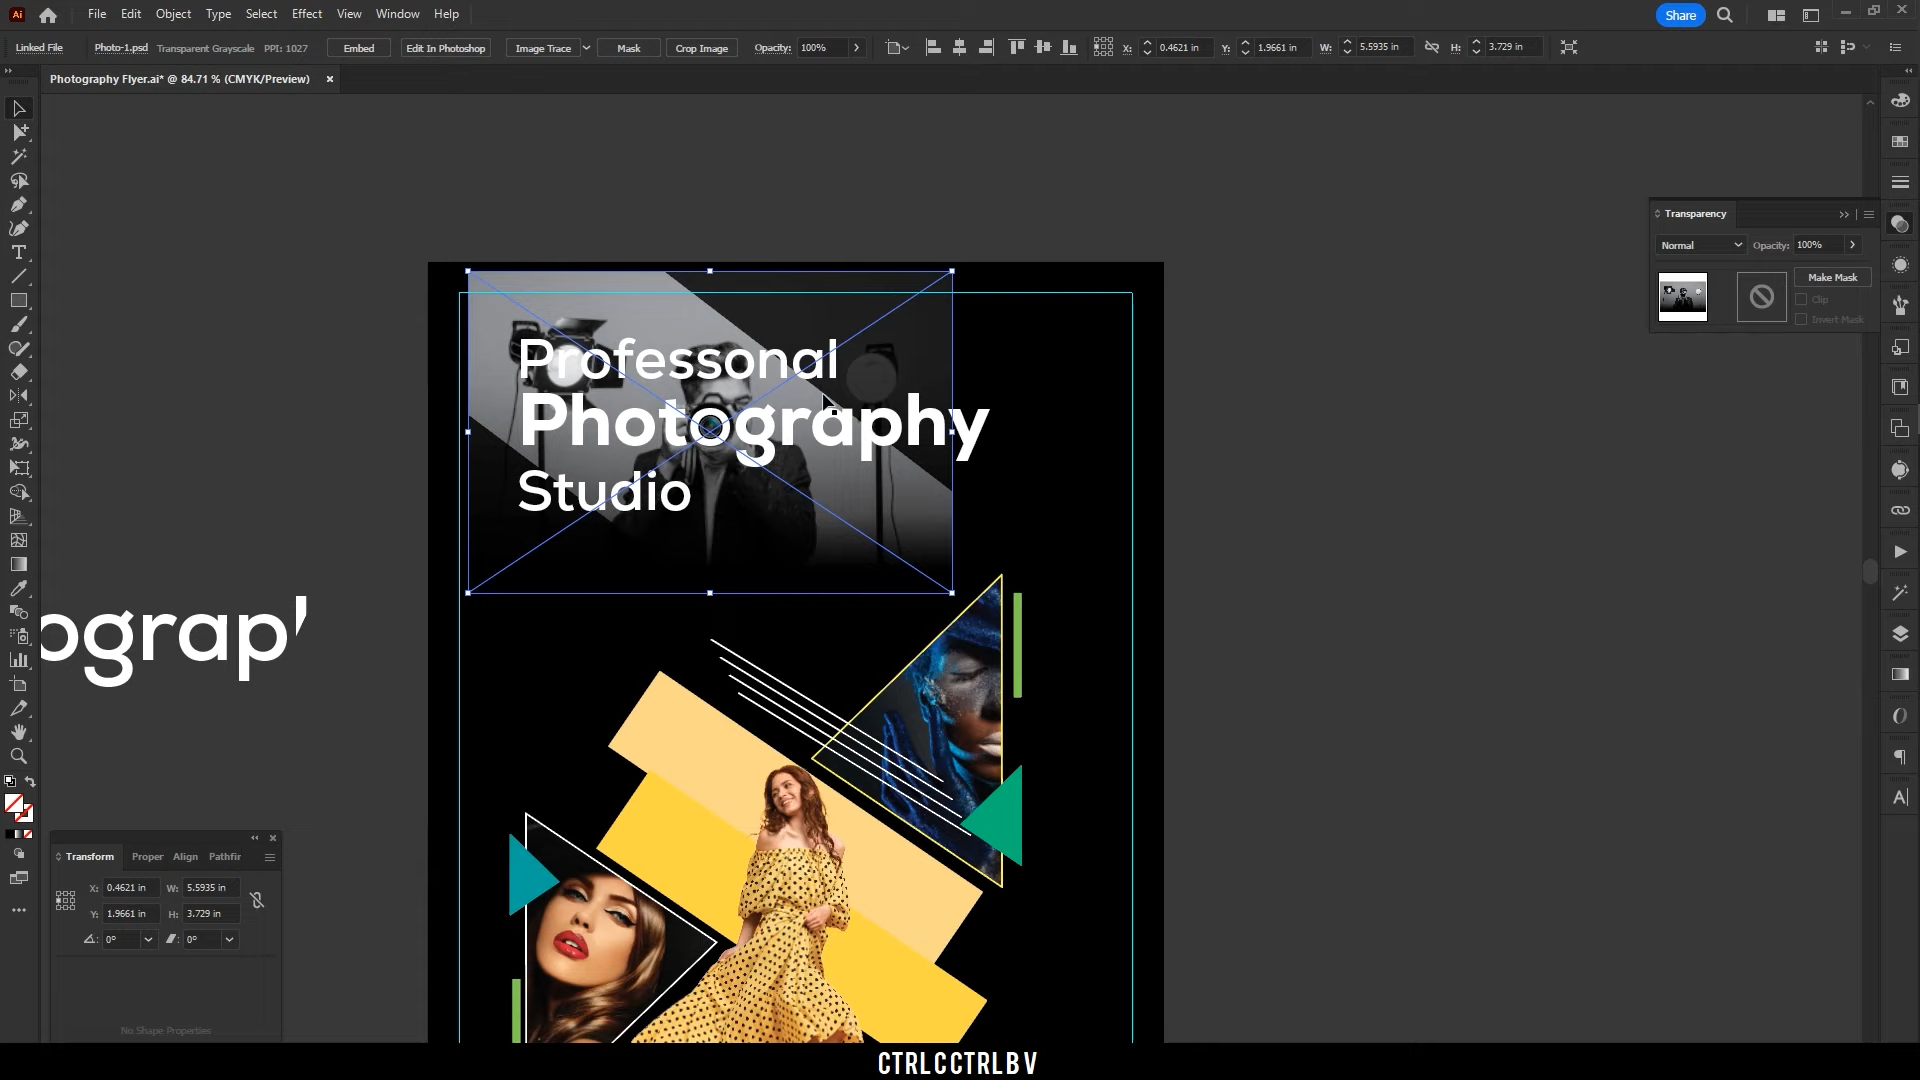 Ai File Edit Object Type Select Effect View Window Help Share
Linked File Photo-1.psd Transparent Grayscale PPI: 1027 Embed Edit In Photoshop Image Trace Mask Crop Image Opacity: 100% X: 0.4621 in Y: 1.9661 in W: 5.5935 in H: 3.729 in
Photography Flyer.ai* @ 84.71 % (CMYK/Preview) ×
Transparency
Normal Opacity: 100%
Make Mask
Clip
Invert Mask
Professonal
Photography
Studio
ograp
Transform Proper Align Pathfir
X: 0.4621 in W: 5.5935 in
Y: 1.9661 in H: 3.729 in
0° 0°
No Shape Properties
CTRLCCTRLBV